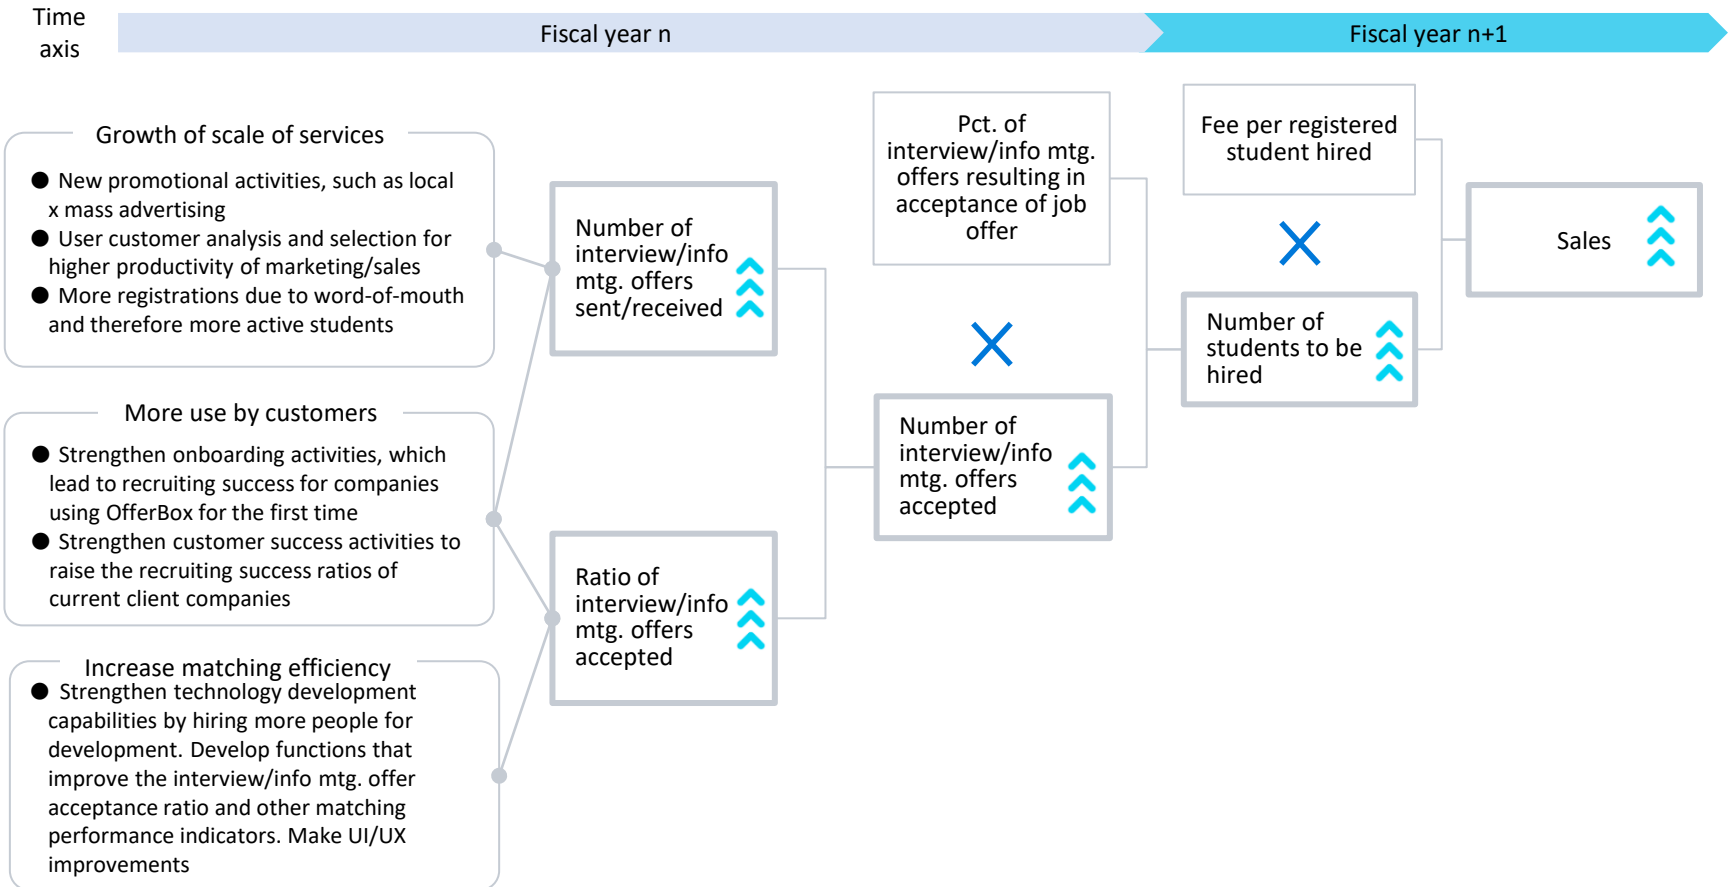 Time
axis
Fiscal year n
Fiscal year n+1
Growth of scale of services
● New promotional activities, such as local
x mass advertising
● User customer analysis and selection for
higher productivity of marketing/sales
● More registrations due to word-of-mouth
and therefore more active students
More use by customers
● Strengthen onboarding activities, which
lead to recruiting success for companies
using OfferBox for the first time
● Strengthen customer success activities to
raise the recruiting success ratios of
current client companies
Increase matching efficiency
● Strengthen technology development
capabilities by hiring more people for
development. Develop functions that
improve the interview/info mtg. offer
acceptance ratio and other matching
performance indicators. Make UI/UX
improvements
Number of
interview/info
mtg. offers
sent/received
Ratio of
interview/info
mtg. offers
accepted
Pct. of
interview/info mtg.
offers resulting in
acceptance of job
offer
Number of
interview/info
mtg. offers
accepted
Fee per registered
student hired
Number of
students to be
hired
Sales